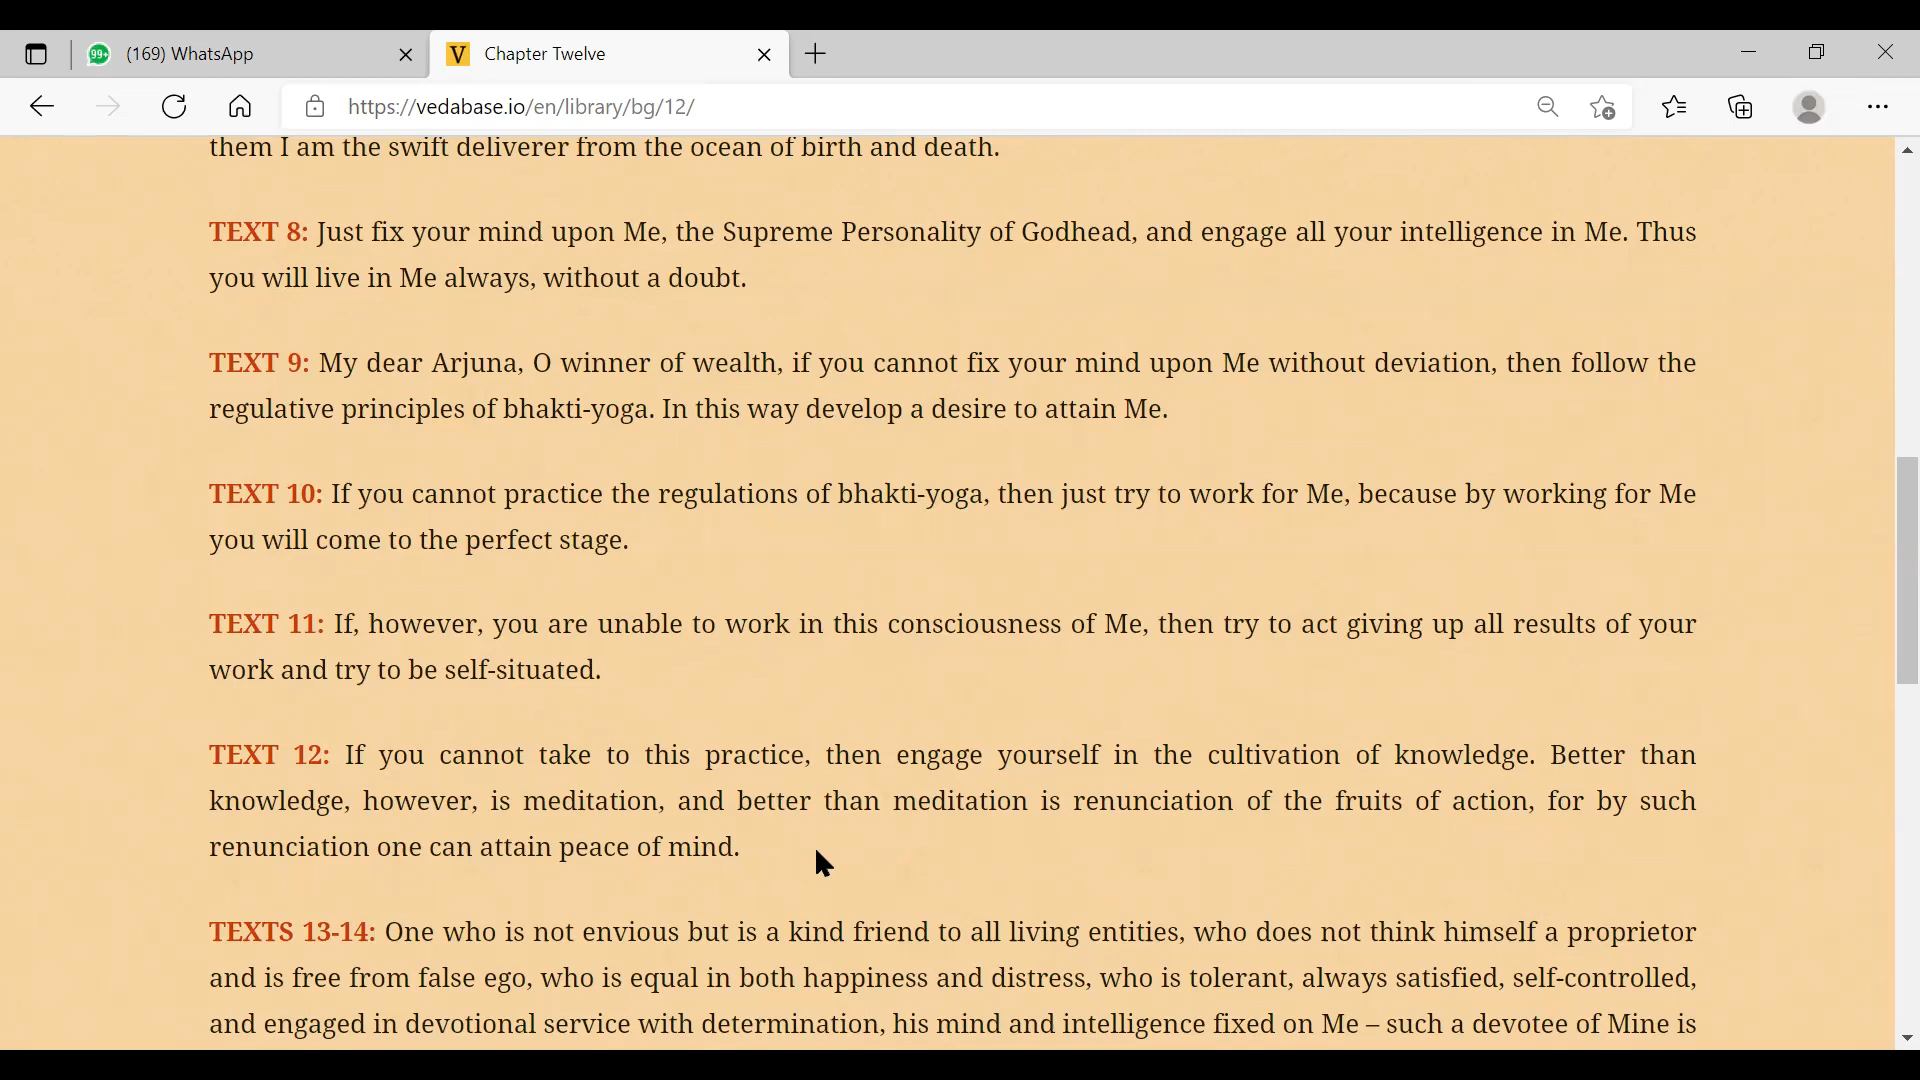 99+ (169) WhatsApp
V Chapter Twelve
https://vedabase.io/en/library/bg/12/
them I am the swift deliverer from the ocean of birth and death.
TEXT 8: Just fix your mind upon Me, the Supreme Personality of Godhead, and engage all your intelligence in Me. Thus
you will live in Me always, without a doubt.
TEXT 9: My dear Arjuna, O winner of wealth, if you cannot fix your mind upon Me without deviation, then follow the
regulative principles of bhakti-yoga. In this way develop a desire to attain Me.
TEXT 10: If you cannot practice the regulations of bhakti-yoga, then just try to work for Me, because by working for Me
you will come to the perfect stage.
TEXT 11: If, however, you are unable to work in this consciousness of Me, then try to act giving up all results of your
work and try to be self-situated.
TEXT 12: If you cannot take to this practice, then engage yourself in the cultivation of knowledge. Better than
knowledge, however, is meditation, and better than meditation is renunciation of the fruits of action, for by such
renunciation one can attain peace of mind.
TEXTS 13-14: One who is not envious but is a kind friend to all living entities, who does not think himself a proprietor
and is free from false ego, who is equal in both happiness and distress, who is tolerant, always satisfied, self-controlled,
and engaged in devotional service with determination, his mind and intelligence fixed on Me – such a devotee of Mine is